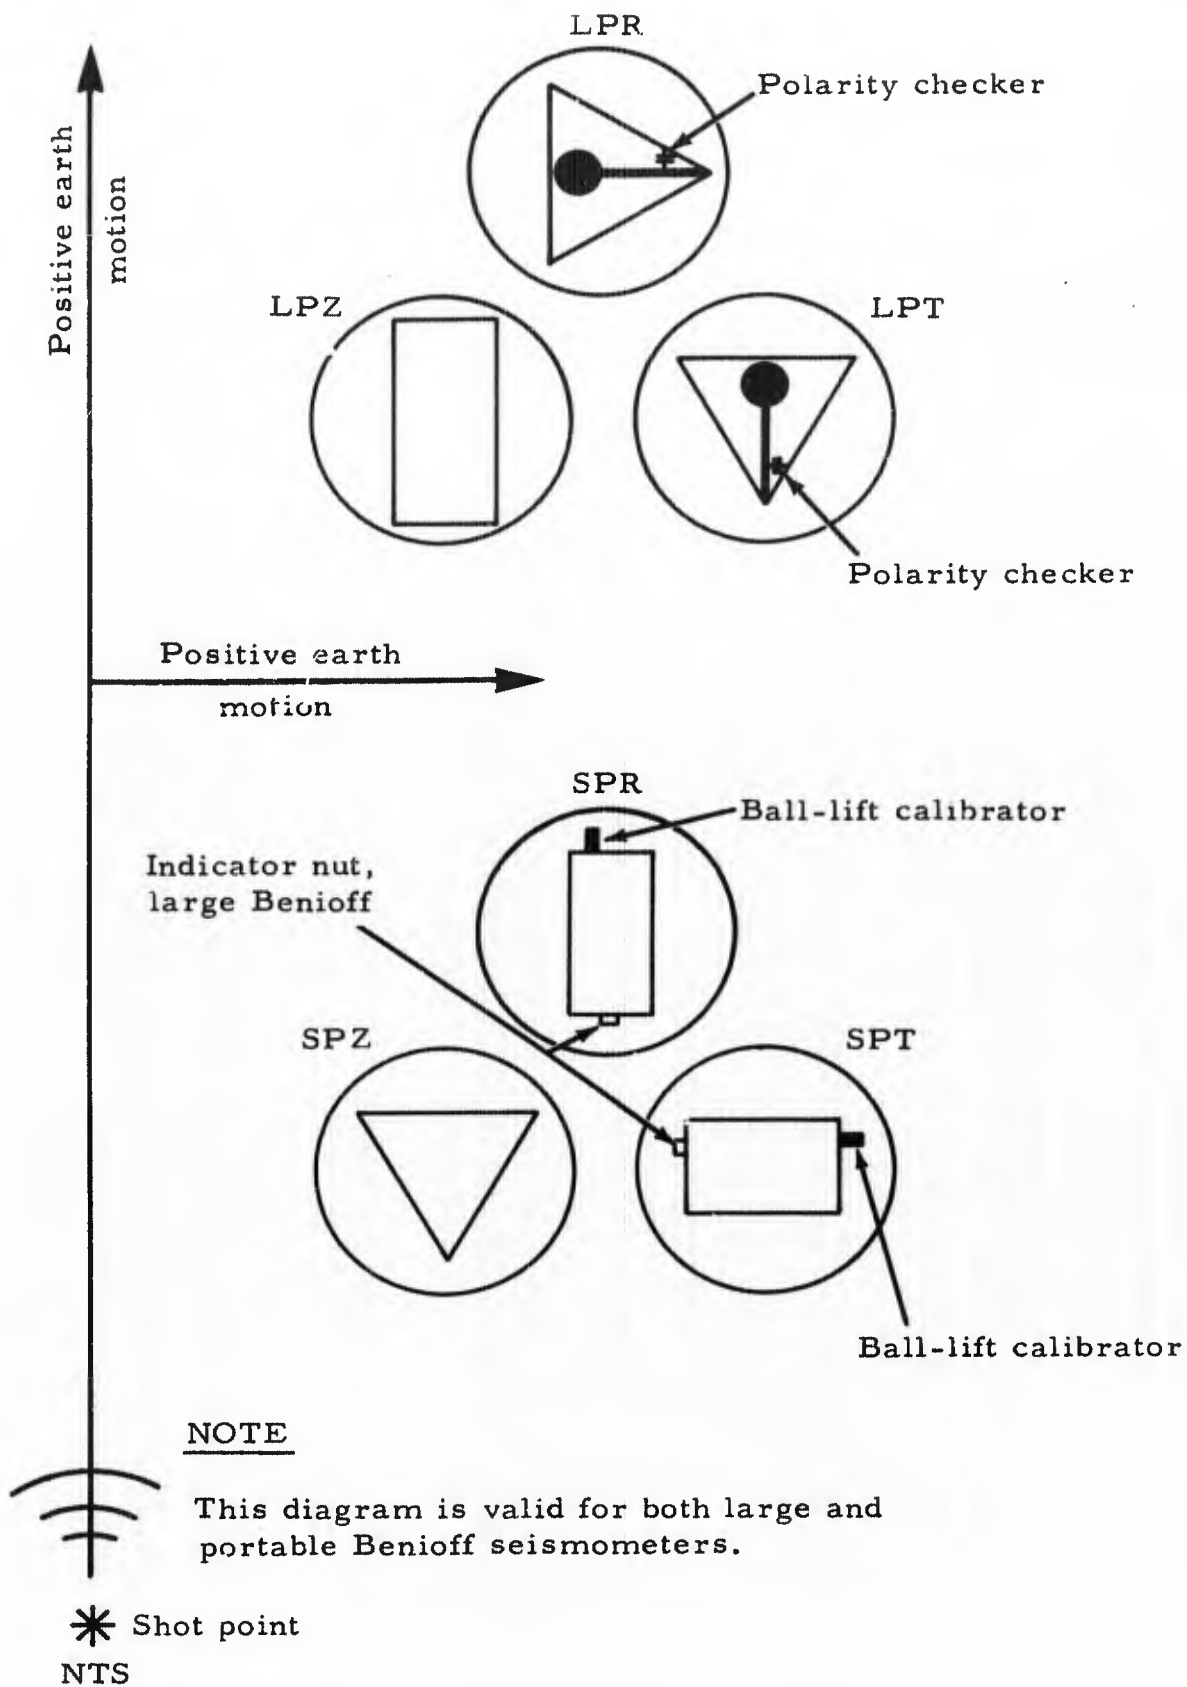 LPR
Polarity checker
Positive earth
motion
LPZ
LPT
Polarity checker
Positive earth
motion
SPR
Ball-lift calibrator
Indicator nut,
large Benioff
SPZ
SPT
Ball-lift calibrator
NOTE
This diagram is valid for both large and
portable Benioff seismometers.
Shot point
NTS